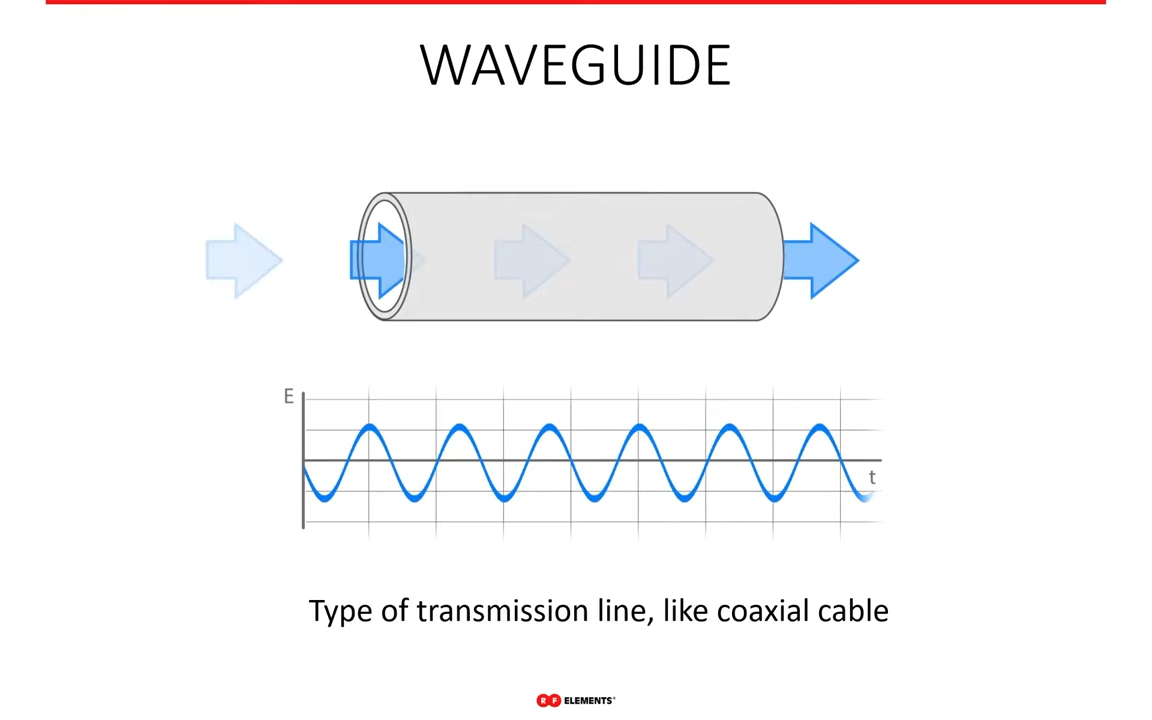 WAVEGUIDE
E
t
Type of transmission line, like coaxial cable
RF ELEMENTS®